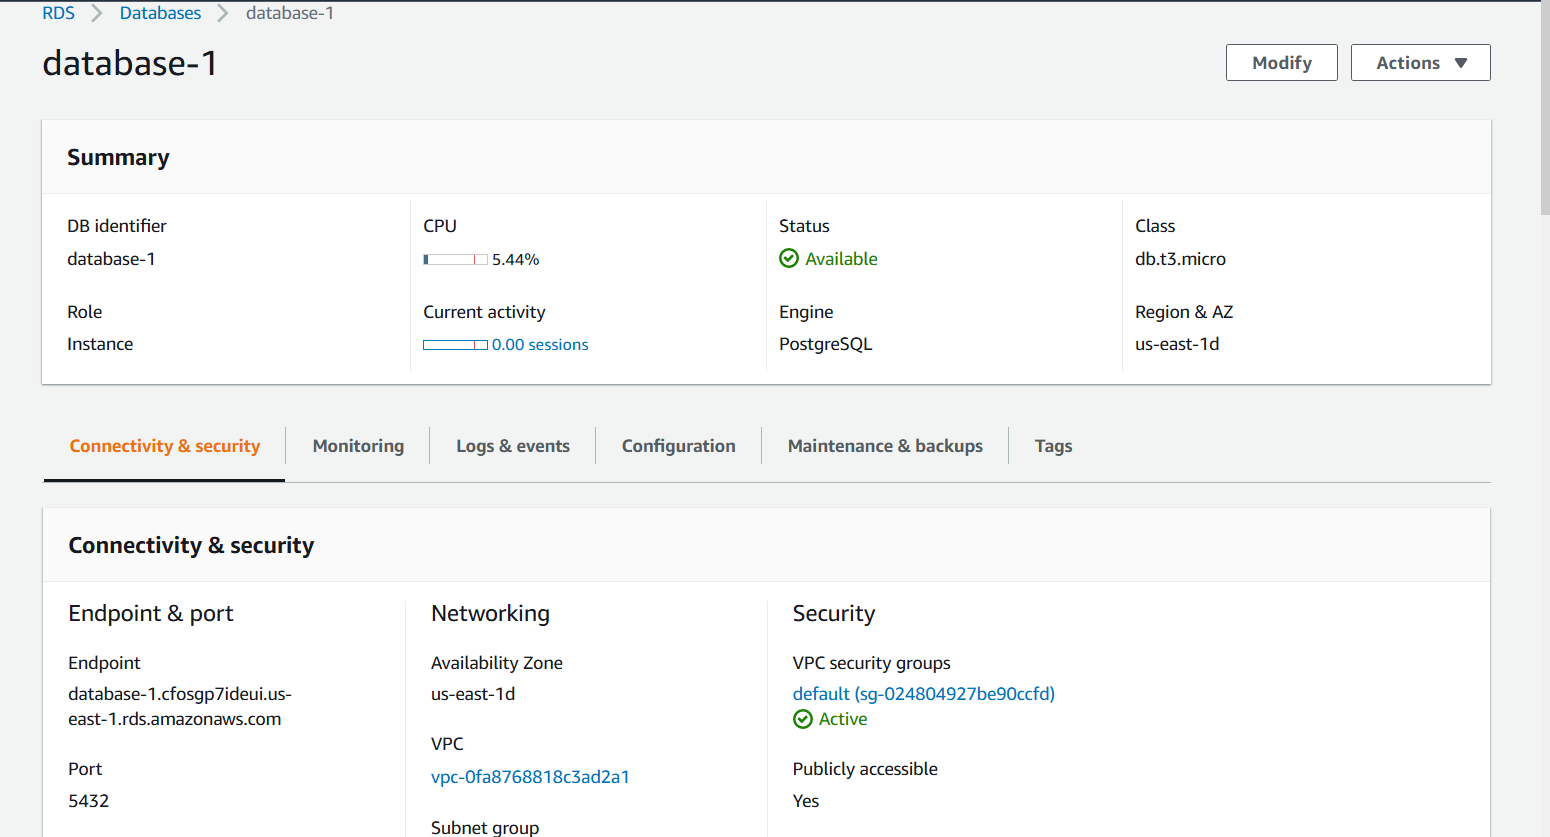 RDS > Databases > database-1
database-1
Modify
Actions
Summary
DB identifier
database-1
CPU
5.44%
Status
Available
Class
db.t3.micro
Role
Instance
Current activity
0.00 sessions
Engine
PostgreSQL
Region & AZ
us-east-1d
Connectivity & security
Monitoring
Logs & events
Configuration
Maintenance & backups
Tags
Connectivity & security
Endpoint & port
Endpoint
database-1.cfosgp7ideui.us-
east-1.rds.amazonaws.com
Port
5432
Networking
Availability Zone
us-east-1d
VPC
vpc-0fa8768818c3ad2a1
Subnet group
Security
VPC security groups
default (sg-024804927be90ccfd)
Active
Publicly accessible
Yes